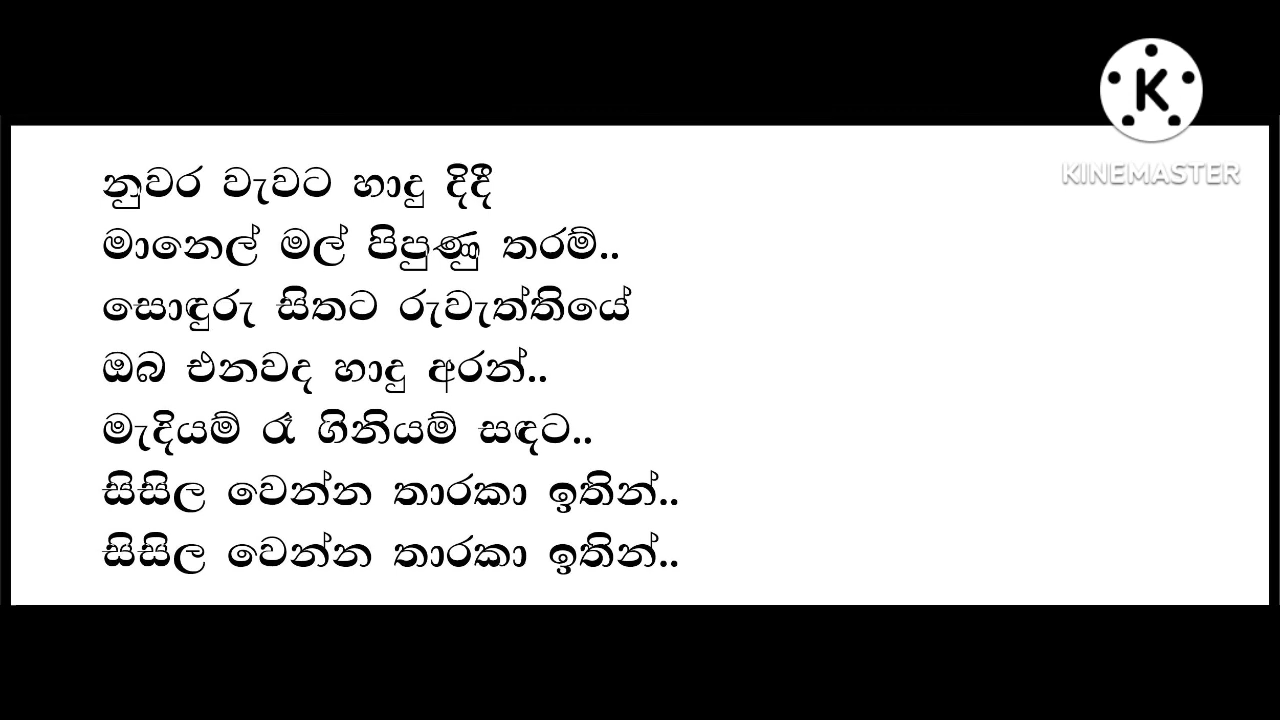 නුවර වැවට හාදු දිදී
මානෙල් මල් පිපුණු තරම්..
සොඳුරු සිතට රුවැත්තියේ
ඔබ එනවද හාදු අරන්..
මැදියම් රෑ ගිනියම් සඳට..
සිසිල වෙන්න තාරකා ඉතින්..
සිසිල වෙන්න තාරකා ඉතින්..
K
KINEMASTER